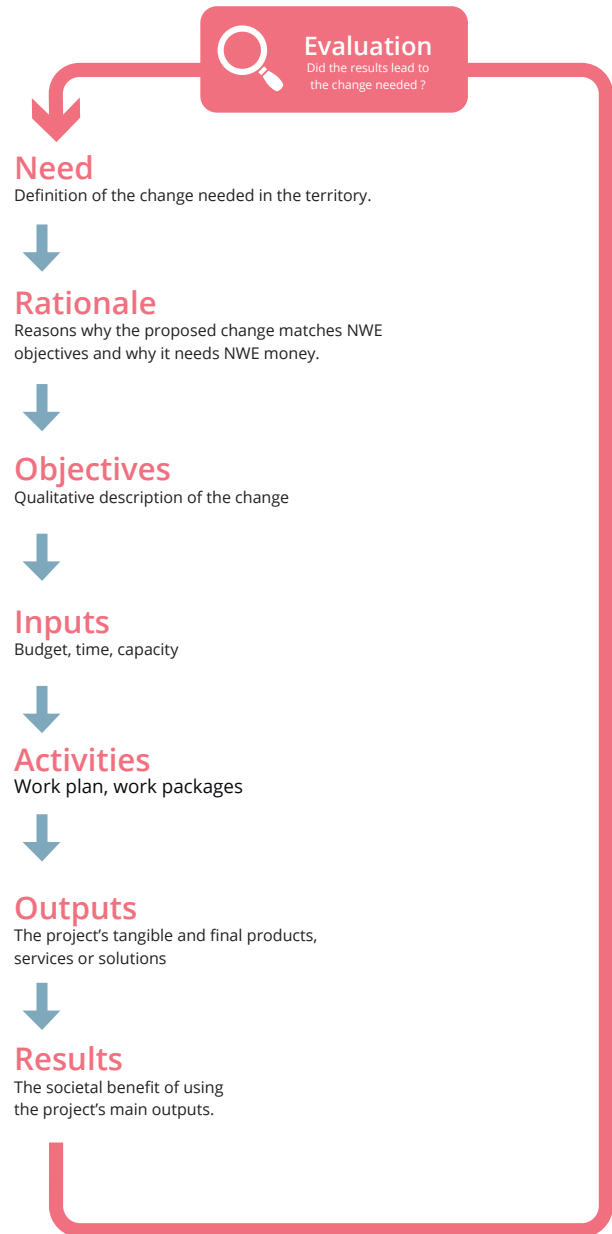 Evaluation
Did the results lead to
the change needed ?
Need
Definition of the change needed in the territory.
Rationale
Reasons why the proposed change matches NWE
objectives and why it needs NWE money.
Objectives
Qualitative description of the change
Inputs
Budget, time, capacity
Activities
Work plan, work packages
Outputs
The project’s tangible and final products,
services or solutions
Results
The societal benefit of using
the project’s main outputs.